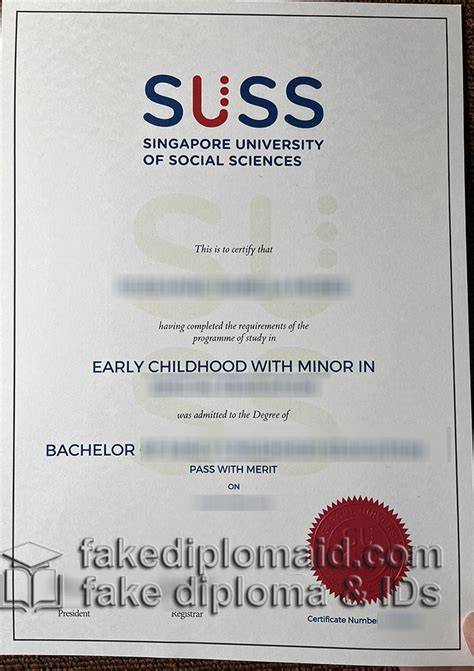 SUSS
SINGAPORE UNIVERSITY
OF SOCIAL SCIENCES
This is to certify that
having completed the requirements of the
programme of study in
EARLY CHILDHOOD WITH MINOR IN
was admitted to the Degree of
BACHELOR
PASS WITH MERIT
ON
fakediplomaid.com
fake diploma & IDs
President Registrar
Certificate Number